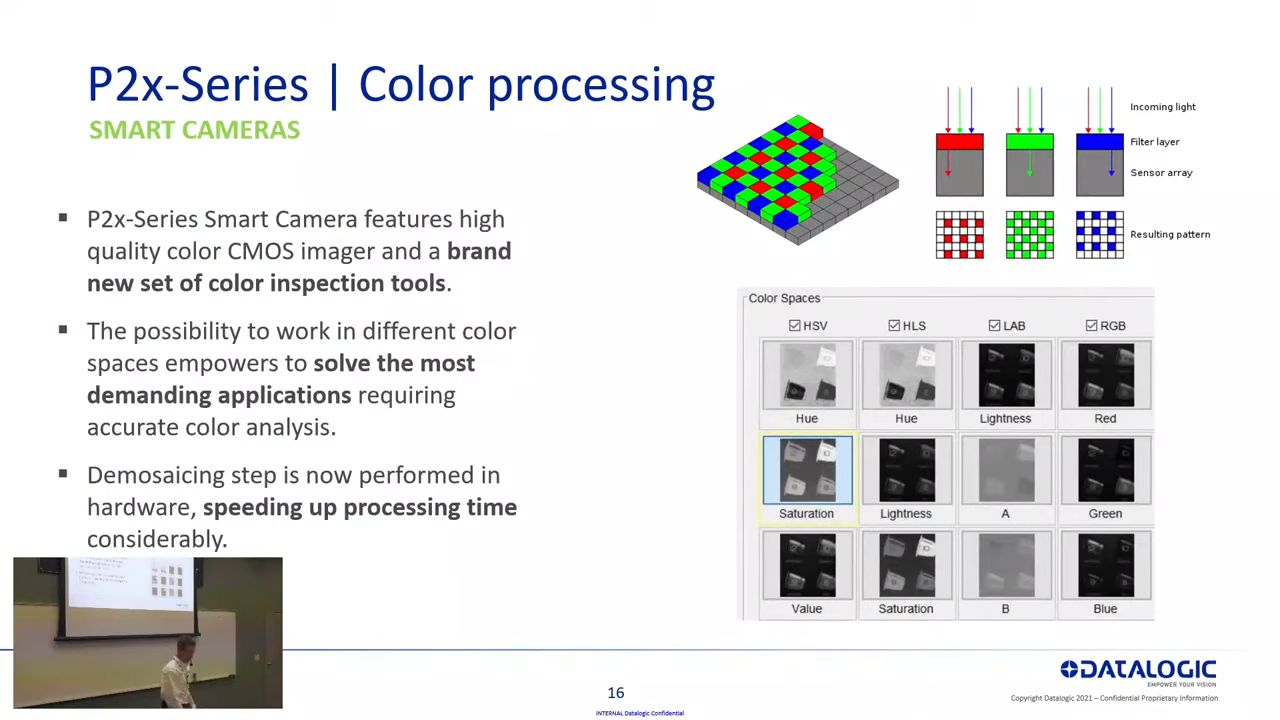 P2x-Series | Color processing
SMART CAMERAS
▪ P2x-Series Smart Camera features high
quality color CMOS imager and a brand
new set of color inspection tools.
▪ The possibility to work in different color
spaces empowers to solve the most
demanding applications requiring
accurate color analysis.
▪ Demosaicing step is now performed in
hardware, speeding up processing time
considerably.
Incoming light
Filter layer
Sensor array
Resulting pattern
Color Spaces
HSV HLS LAB RGB
Hue Hue Lightness Red
Saturation Lightness A Green
Value Saturation B Blue
DATALOGIC
EMPOWER YOUR VISION
16
Copyright Datalogic 2021 – Confidential Proprietary Information
INTERNAL Datalogic Confidential